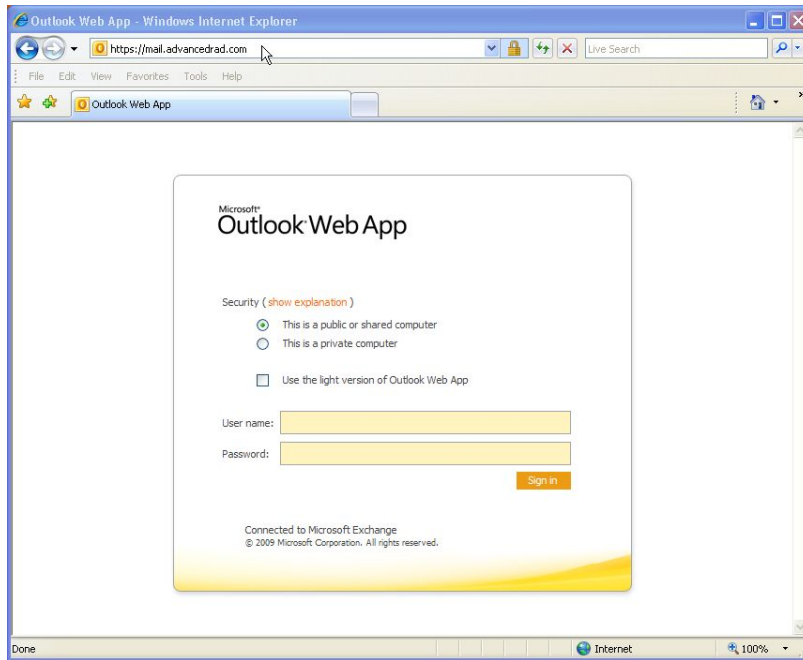 Outlook Web App - Windows Internet Explorer
https://mail.advancedrad.com
Live Search
File Edit View Favorites Tools Help
Outlook Web App
Microsoft®
Outlook Web App
Security ( show explanation )
This is a public or shared computer
This is a private computer
Use the light version of Outlook Web App
User name:
Password:
Sign in
Connected to Microsoft Exchange
© 2009 Microsoft Corporation. All rights reserved.
Done Internet 100%